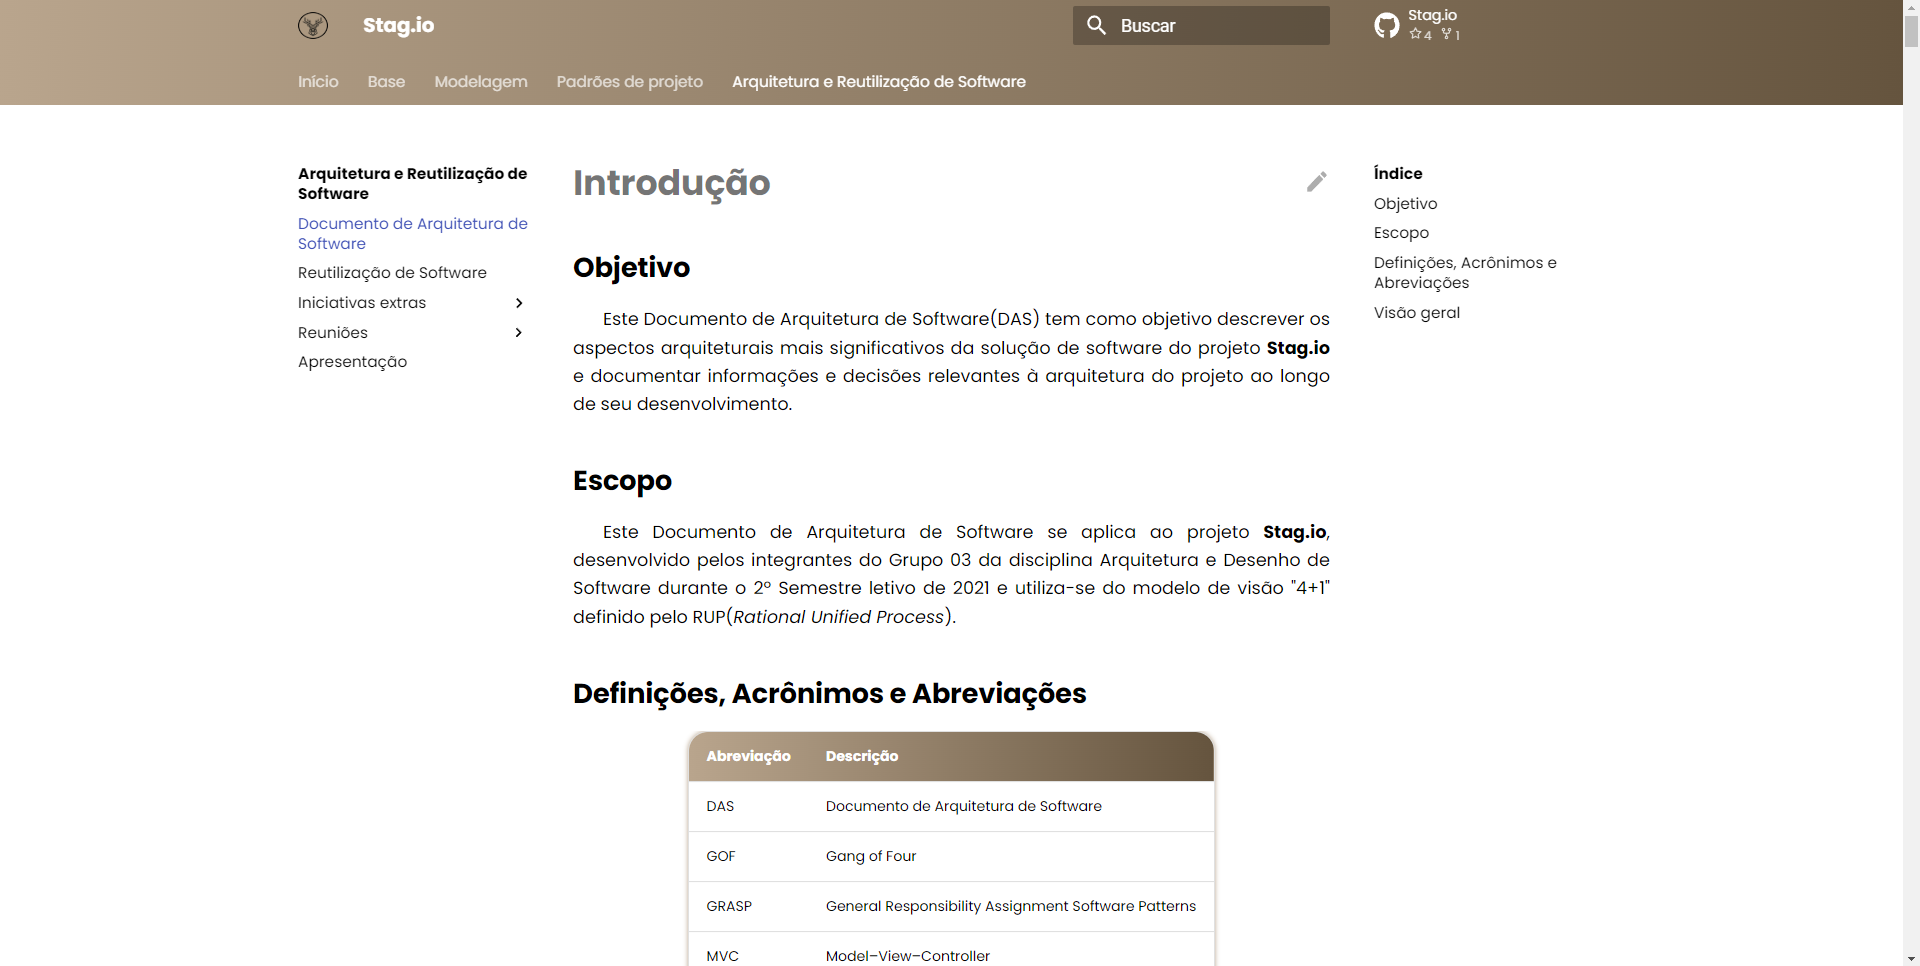 Stag.io
Buscar
Stag.io
4 1
Início Base Modelagem Padrões de projeto Arquitetura e Reutilização de Software
Arquitetura e Reutilização de
Software
Documento de Arquitetura de
Software
Reutilização de Software
Iniciativas extras
Reuniões
Apresentação
Introdução
Objetivo
Este Documento de Arquitetura de Software(DAS) tem como objetivo descrever os
aspectos arquiteturais mais significativos da solução de software do projeto Stag.io
e documentar informações e decisões relevantes à arquitetura do projeto ao longo
de seu desenvolvimento.
Escopo
Este Documento de Arquitetura de Software se aplica ao projeto Stag.io,
desenvolvido pelos integrantes do Grupo 03 da disciplina Arquitetura e Desenho de
Software durante o 2º Semestre letivo de 2021 e utiliza-se do modelo de visão "4+1"
definido pelo RUP(Rational Unified Process).
Definições, Acrônimos e Abreviações
Abreviação Descrição
DAS Documento de Arquitetura de Software
GOF Gang of Four
GRASP General Responsibility Assignment Software Patterns
MVC Model–View–Controller
Índice
Objetivo
Escopo
Definições, Acrônimos e
Abreviações
Visão geral